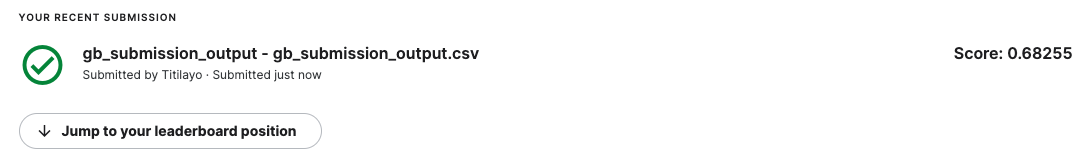 YOUR RECENT SUBMISSION
gb_submission_output - gb_submission_output.csv
Score: 0.68255
Submitted by Titilayo · Submitted just now
Jump to your leaderboard position